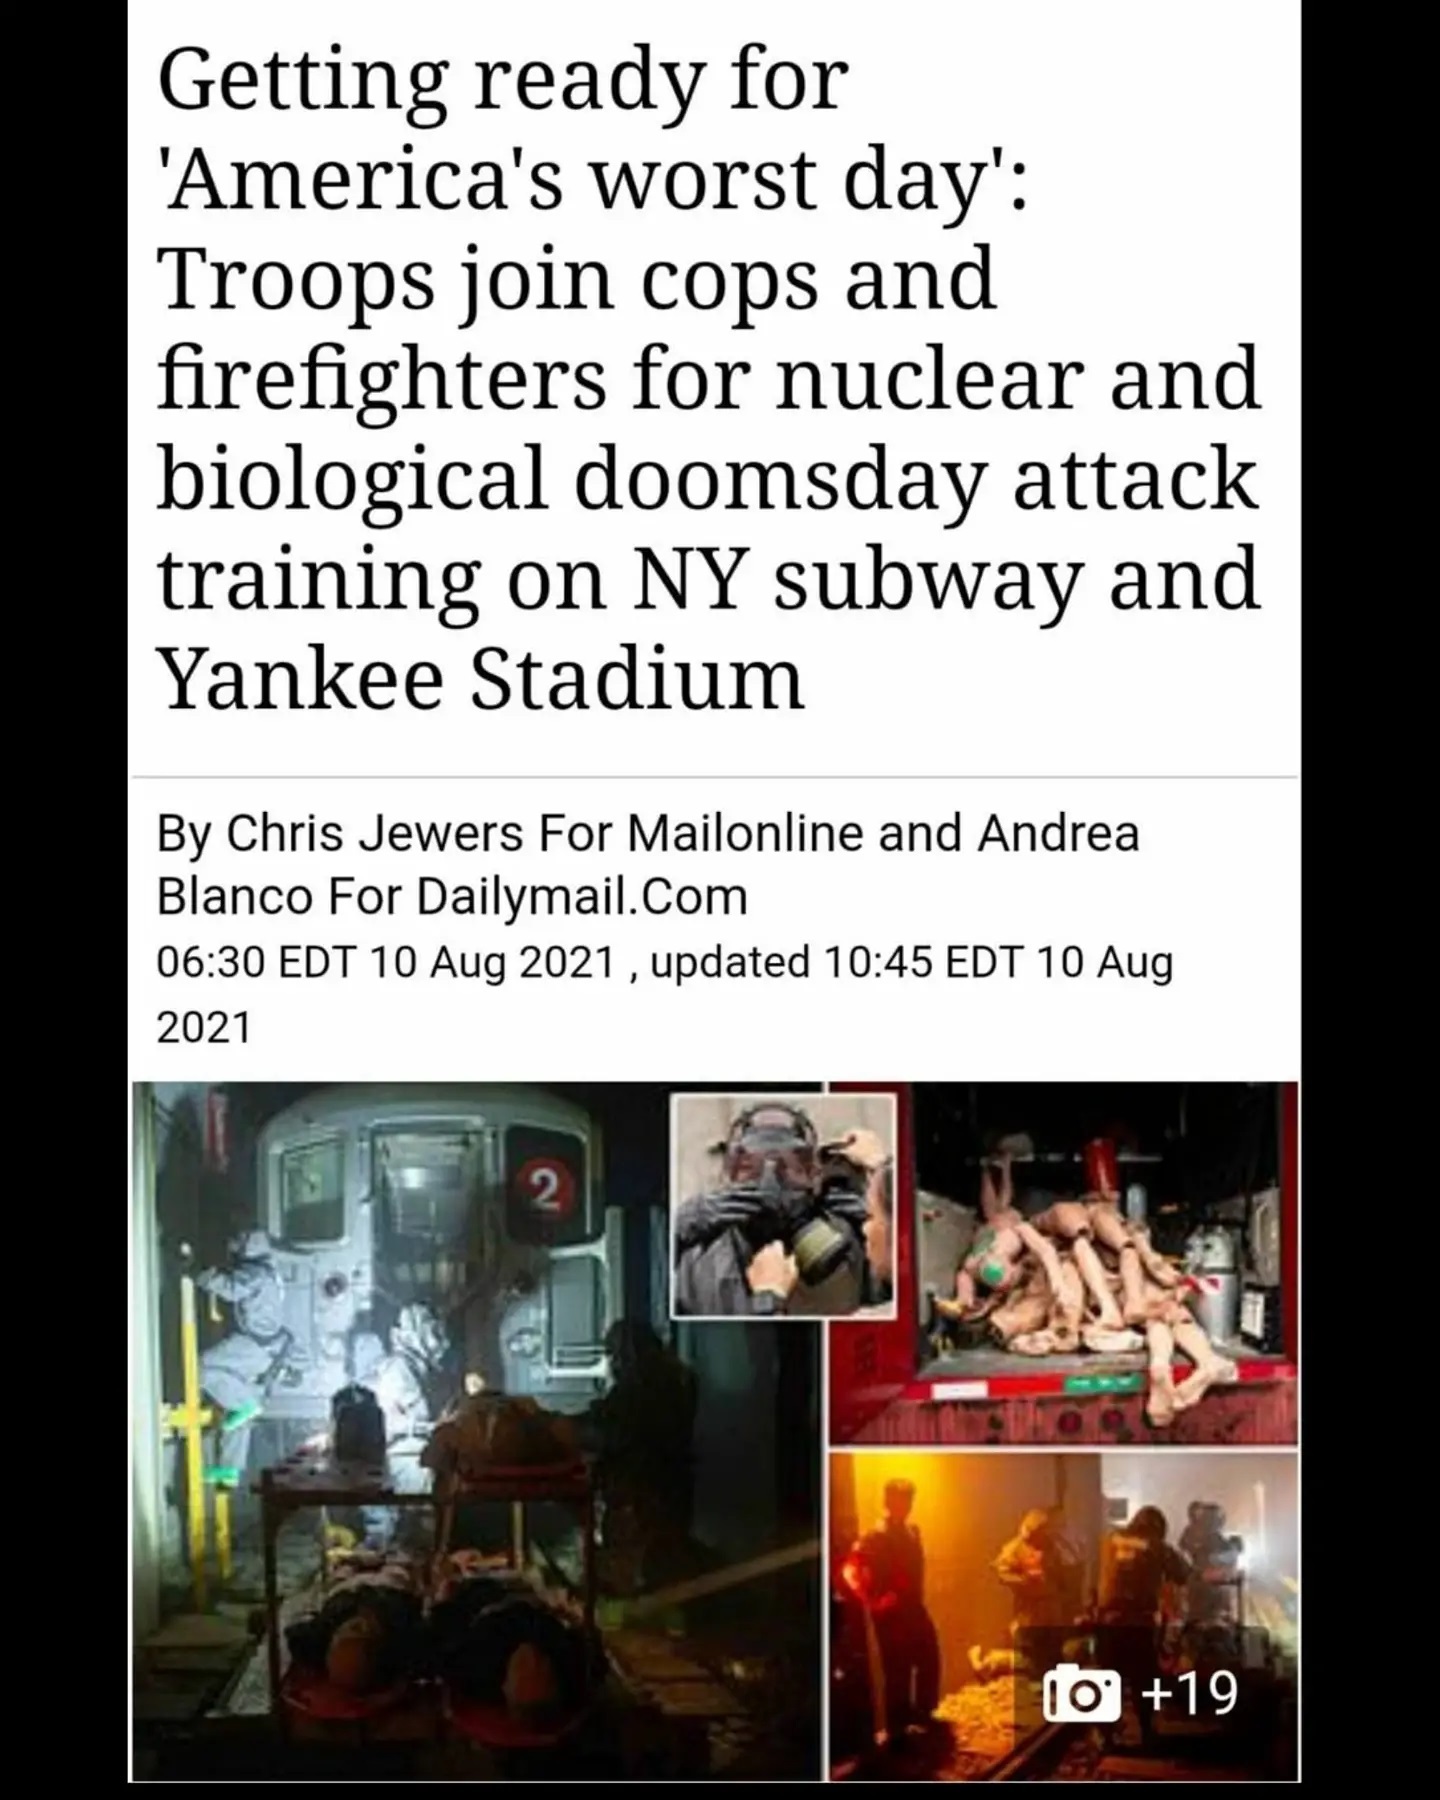 Getting ready for
'America's worst day':
Troops join cops and
firefighters for nuclear and
biological doomsday attack
training on NY subway and
Yankee Stadium
By Chris Jewers For Mailonline and Andrea
Blanco For Dailymail.Com
06:30 EDT 10 Aug 2021 , updated 10:45 EDT 10 Aug
2021
2
+19